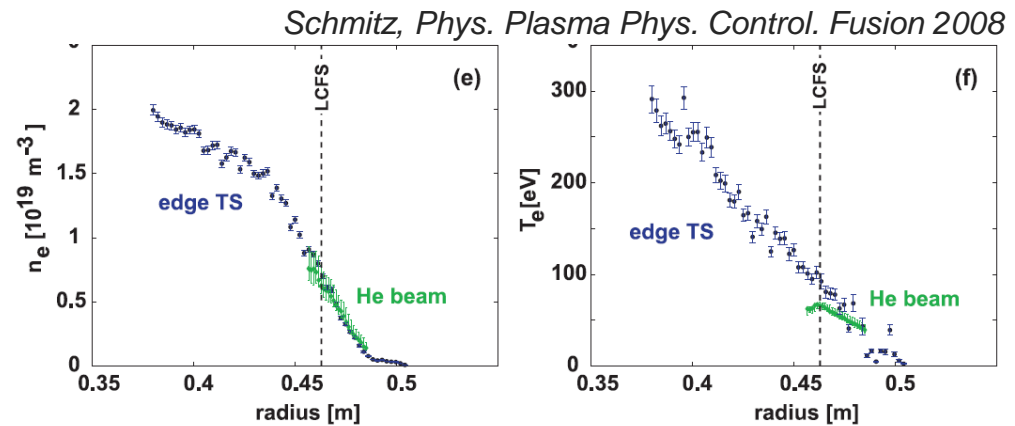 Schmitz, Phys. Plasma Phys. Control. Fusion 2008
(e)
LCFS
2
1.5
1
0.5
0
n_e [10^19 m^-3]
edge TS
He beam
0.35
0.4
0.45
0.5
radius [m]
(f)
LCFS
300
200
100
0
T_e [eV]
edge TS
He beam
0.35
0.4
0.45
0.5
radius [m]